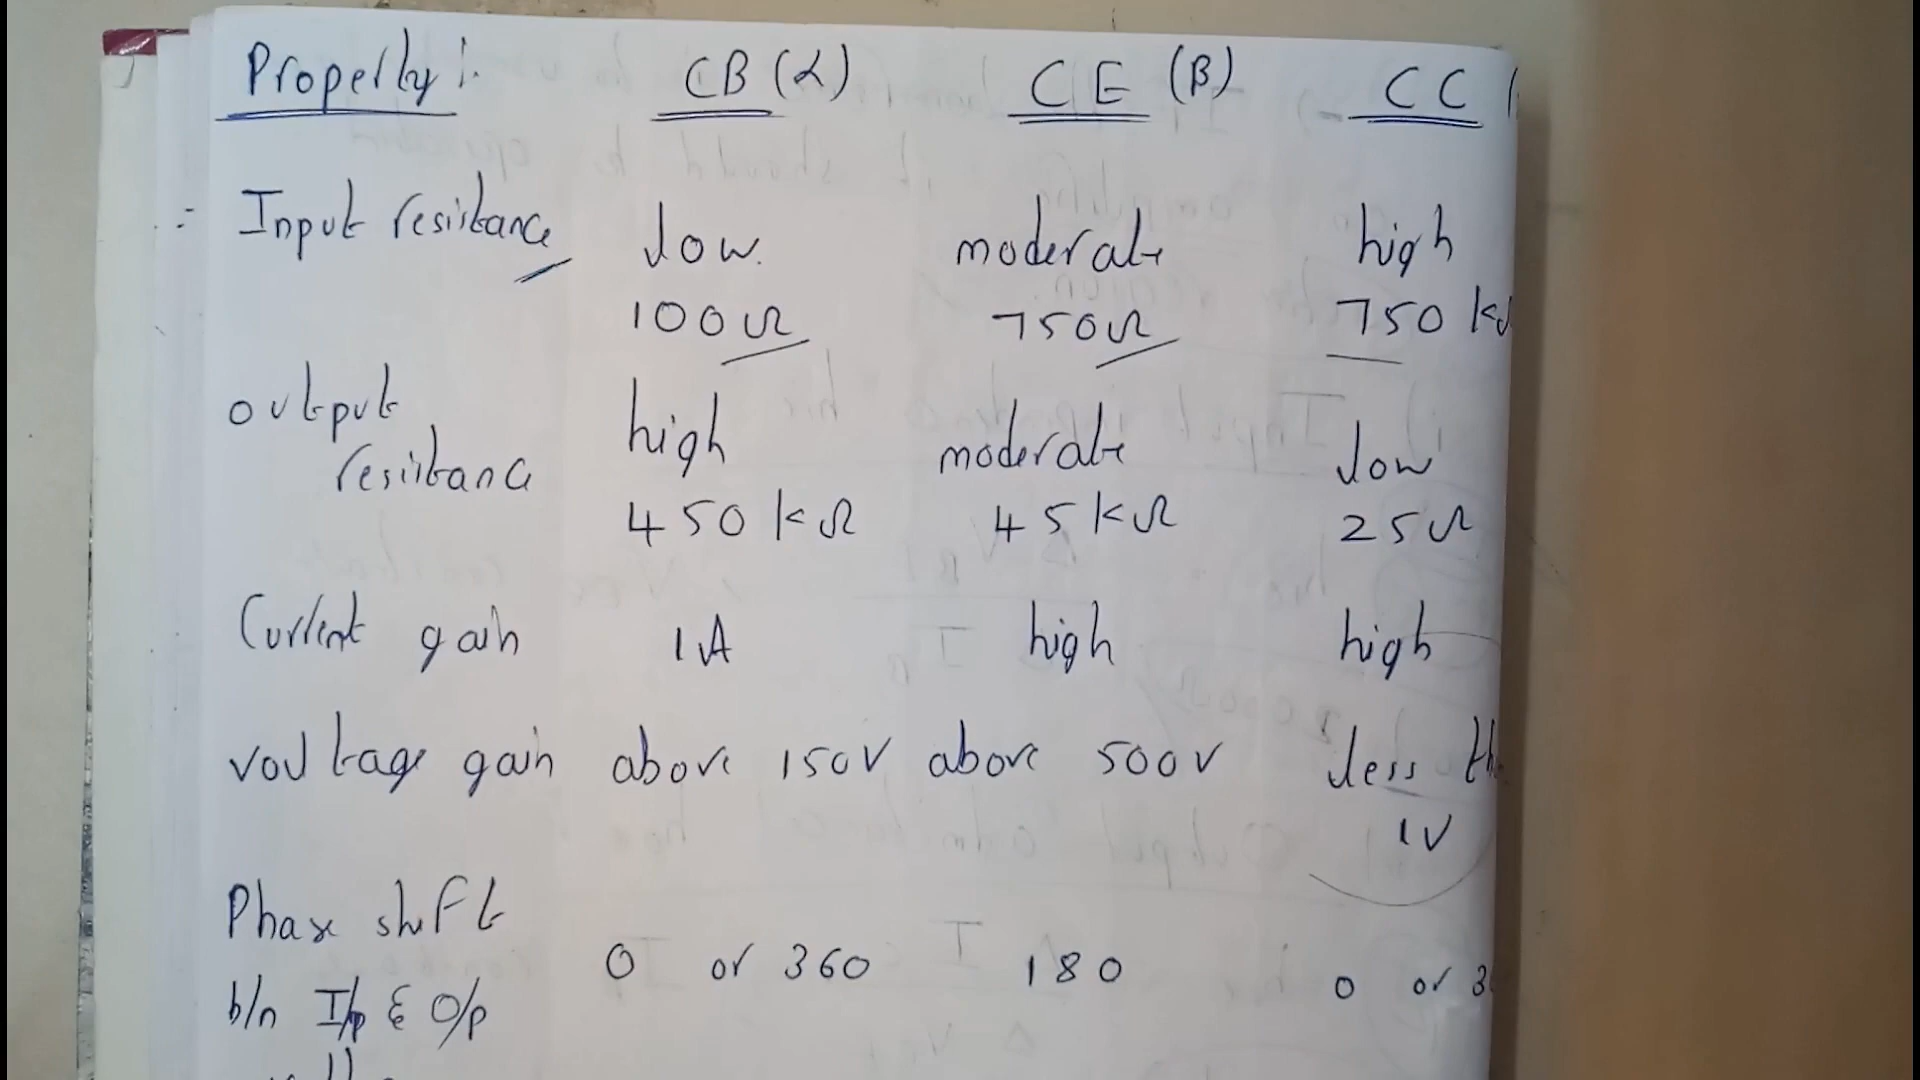 Property :- CB (α) CE (β) CC (
Input resistance low. moderate high
100Ω 750Ω 750 kΩ
output high moderate low
resistance 450 kΩ 45 kΩ 25Ω
Current gain 1A high high
voltage gain above 150V above 500V less
1V
Phase shift
0 or 360 180 0 or
b/n I/p & O/p